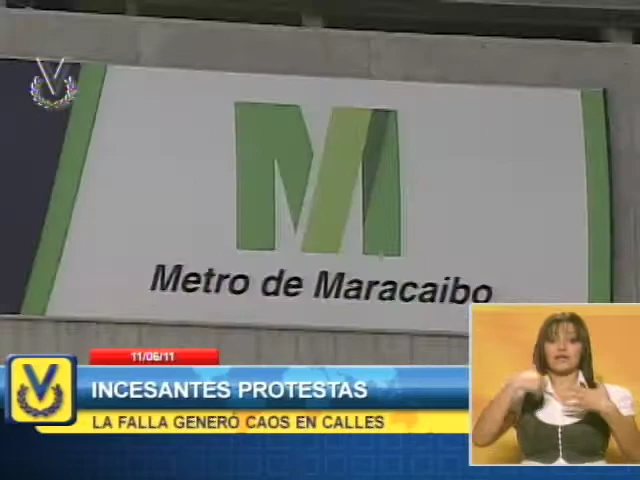 V
M
Metro de Maracaibo
11/06/11
V
INCESANTES PROTESTAS
LA FALLA GENERÓ CAOS EN CALLES